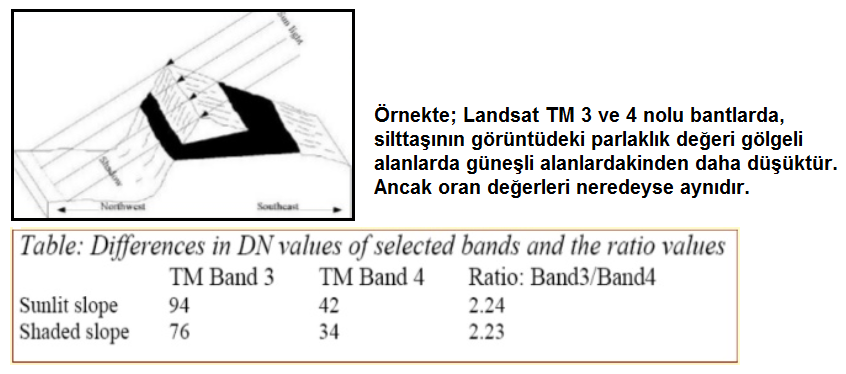 ion light
Shadow
Northwest
Southeast
Örnekte; Landsat TM 3 ve 4 nolu bantlarda,
silttaşının görüntüdeki parlaklık değeri gölgeli
alanlarda güneşli alanlardakinden daha düşüktür.
Ancak oran değerleri neredeyse aynıdır.
Table: Differences in DN values of selected bands and the ratio values
TM Band 3 TM Band 4 Ratio: Band3/Band4
Sunlit slope 94 42 2.24
Shaded slope 76 34 2.23